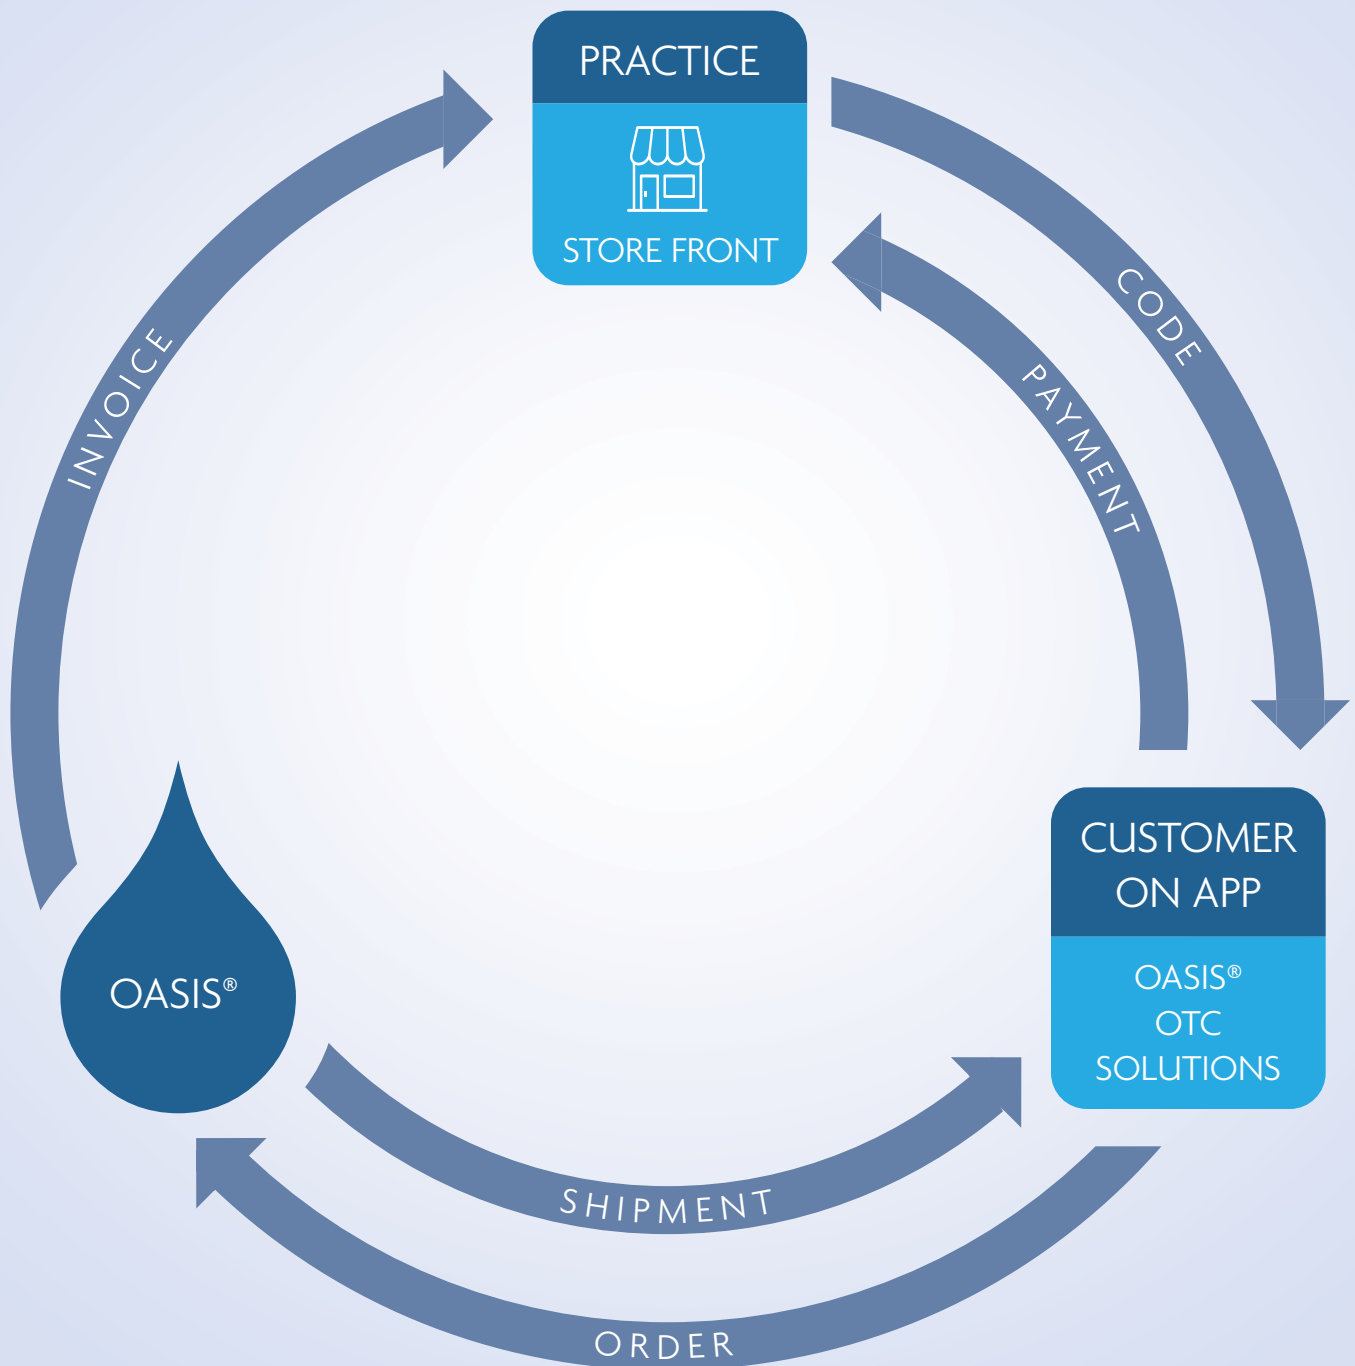 PRACTICE
STORE FRONT
INVOICE
CODE
PAYMENT
CUSTOMER
ON APP
OASIS®
OTC
SOLUTIONS
OASIS®
SHIPMENT
ORDER